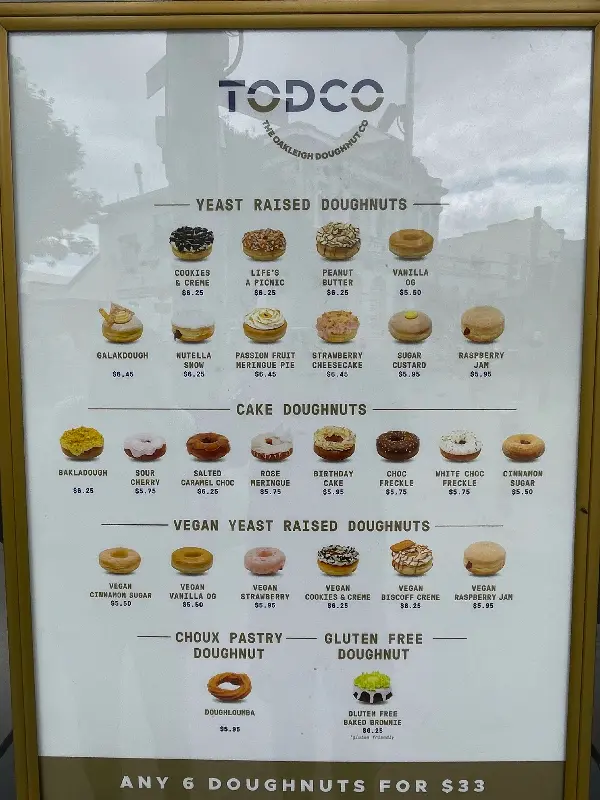 TODCO
THE OAKLEIGH DOUGHNUT CO
YEAST RAISED DOUGHNUTS
COOKIES & CREME $6.25
LIFE'S A PICNIC $6.25
PEANUT BUTTER $6.25
VANILLA OG $5.50
GALAKDOUGH $6.45
NUTELLA SNOW $6.25
PASSION FRUIT MERINGUE PIE $6.45
STRAWBERRY CHEESECAKE $6.45
SUGAR CUSTARD $5.95
RASPBERRY JAM $5.95
CAKE DOUGHNUTS
BAKLADOUGH $6.25
SOUR CHERRY $5.75
SALTED CARAMEL CHOC $6.25
ROSE MERINGUE $5.75
BIRTHDAY CAKE $5.95
CHOC FRECKLE $5.75
WHITE CHOC FRECKLE $5.75
CINNAMON SUGAR $5.50
VEGAN YEAST RAISED DOUGHNUTS
VEGAN CINNAMON SUGAR $5.50
VEGAN VANILLA OG $5.50
VEGAN STRAWBERRY $5.95
VEGAN COOKIES & CREME $6.25
VEGAN BISCOFF CREME $6.25
VEGAN RASPBERRY JAM $5.95
CHOUX PASTRY DOUGHNUT
DOUGHLOUMBA
$5.95
GLUTEN FREE DOUGHNUT
GLUTEN FREE BAKED BROWNIE
$6.25
*gluten friendly
ANY 6 DOUGHNUTS FOR $33